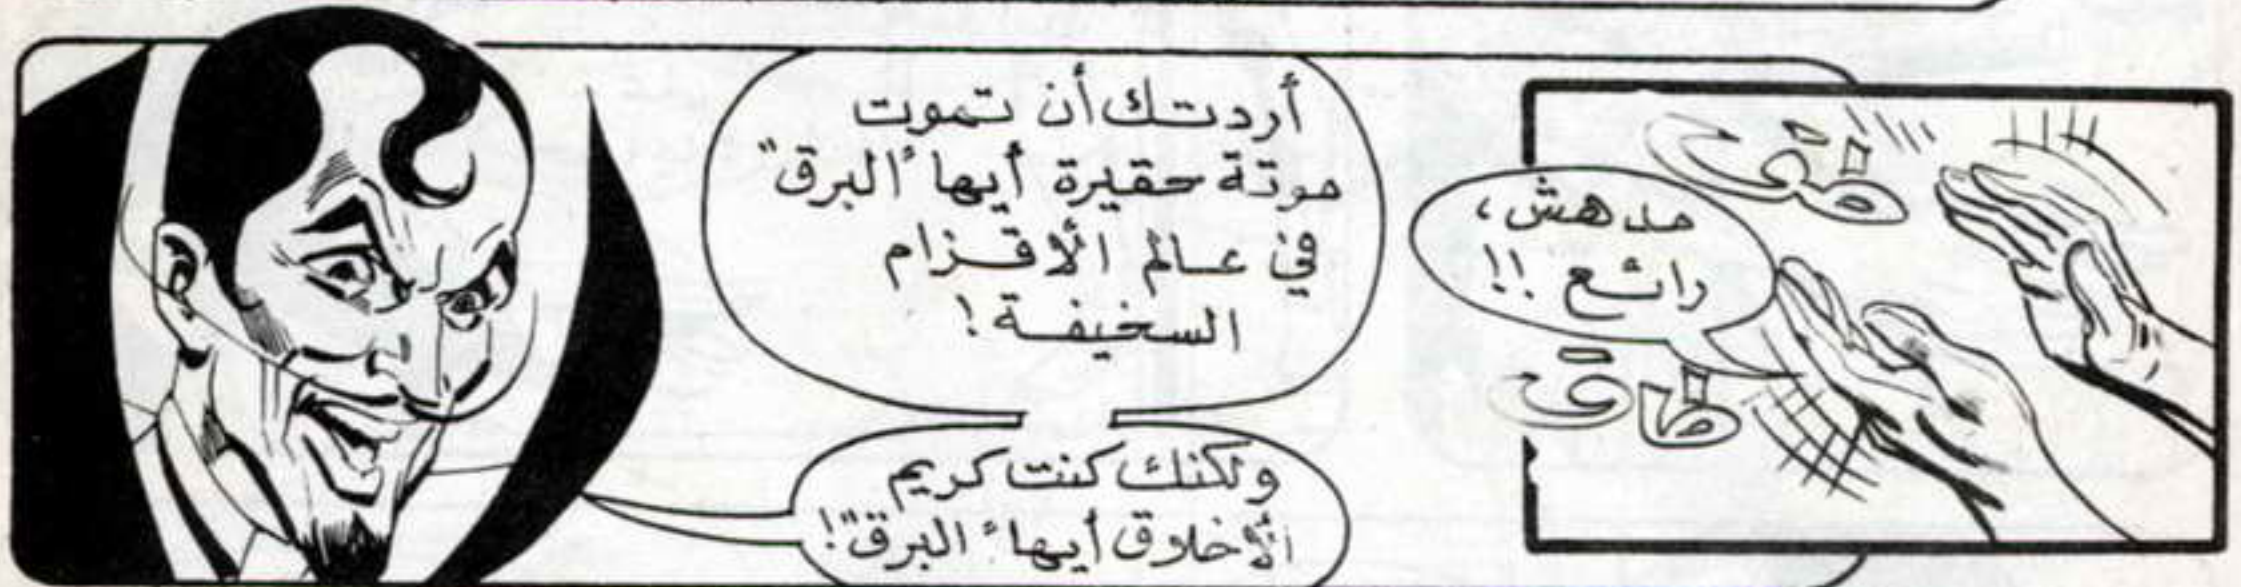 طق
مدهش،
رائع !!
طاق
أردتك أن تموت
موتة حقيرة أيها "البرق"
في عالم الأقزام
السخيفة!
ولكنك كنت كريم
الأخلاق أيها "البرق"!